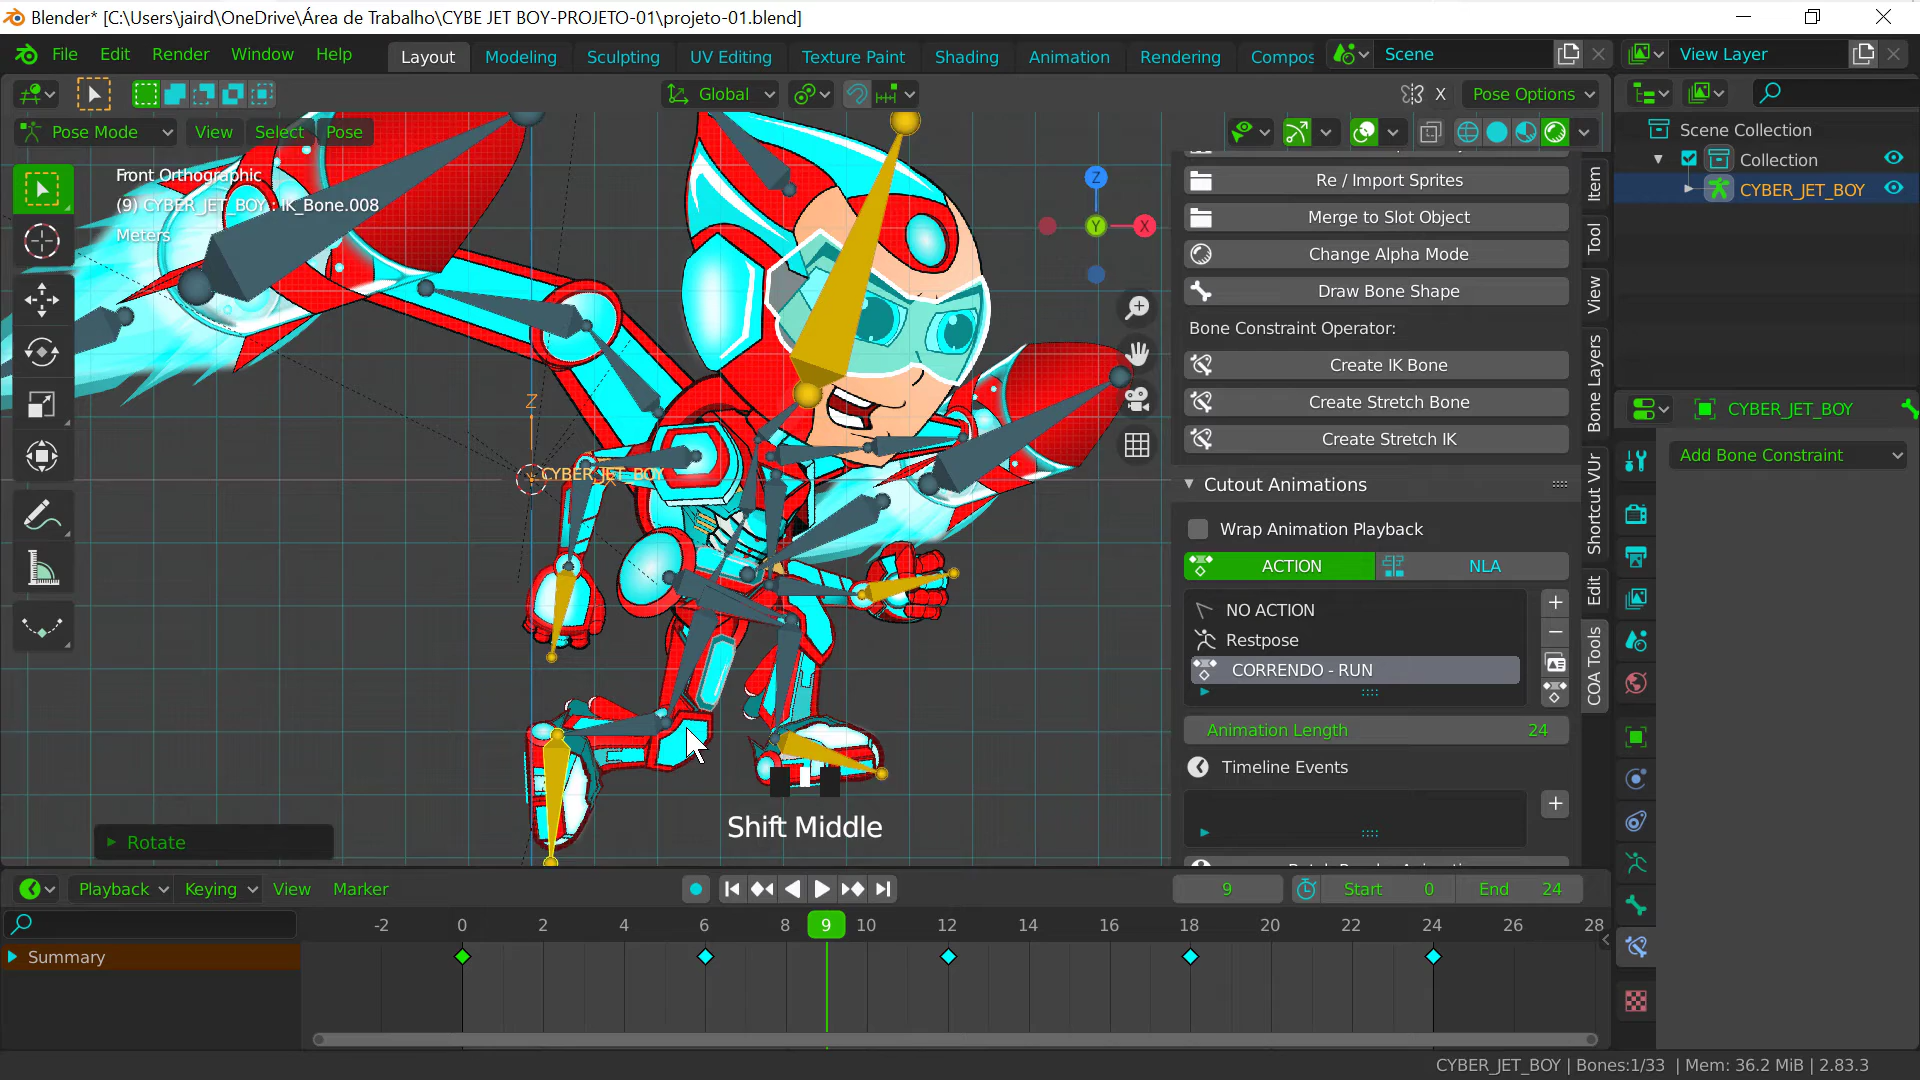 Blender* [C:\Users\jaird\OneDrive\Área de Trabalho\CYBE JET BOY-PROJETO-01\projeto-01.blend]
File Edit Render Window Help Layout Modeling Sculpting UV Editing Texture Paint Shading Animation Rendering Compos Scene View Layer
Global X Pose Options
Pose Mode View Select Pose
Scene Collection
Collection
CYBER_JET_BOY
Front Orthographic
(9) CYBER_JET_BOY : IK_Bone.008
Meters
Z
Y
X
Z
CYBER_JET_BOY
Re / Import Sprites
Merge to Slot Object
Change Alpha Mode
Draw Bone Shape
Bone Constraint Operator:
Create IK Bone
Create Stretch Bone
Create Stretch IK
Cutout Animations
Wrap Animation Playback
ACTION NLA
NO ACTION
Restpose
CORRENDO - RUN
Animation Length 24
Timeline Events
Item
Tool
View
Bone Layers
Shortcut VUr
Edit
COA Tools
CYBER_JET_BOY
Add Bone Constraint
Shift Middle
Rotate
Playback Keying View Marker 9 Start 0 End 24
-2 0 2 4 6 8 9 10 12 14 16 18 20 22 24 26 28
Summary
CYBER_JET_BOY | Bones:1/33 | Mem: 36.2 MiB | 2.83.3